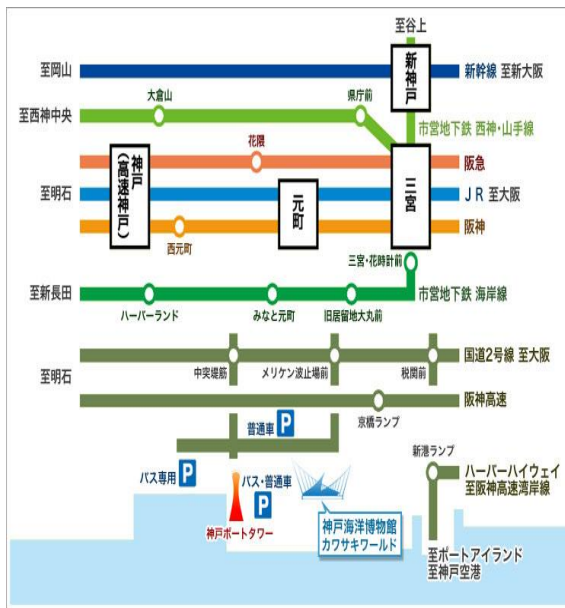 至谷上
至岡山
新神戸
新幹線 至新大阪
大倉山
県庁前
至西神中央
市営地下鉄 西神・山手線
花隈
阪急
神戸
(高速神戸)
元町
三宮
至明石
JR 至大阪
阪神
西元町
三宮・花時計前
至新長田
市営地下鉄 海岸線
ハーバーランド
みなと元町
旧居留地大丸前
国道2号線 至大阪
中突堤筋
メリケン波止場前
税関前
至明石
阪神高速
京橋ランプ
普通車 P
新港ランプ
バス専用 P
バス・普通車
P
ハーバーハイウェイ
至阪神高速湾岸線
神戸ポートタワー
神戸海洋博物館
カワサキワールド
至ポートアイランド
至神戸空港